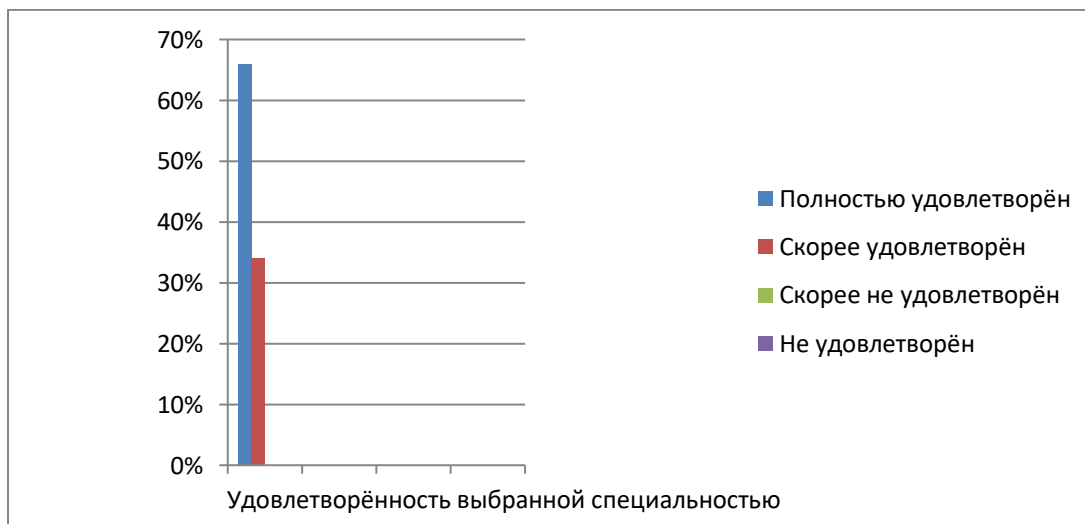 70%
60%
50%
40%
30%
20%
10%
0%
Удовлетворённость выбранной специальностью
Полностью удовлетворён
Скорее удовлетворён
Скорее не удовлетворён
Не удовлетворён